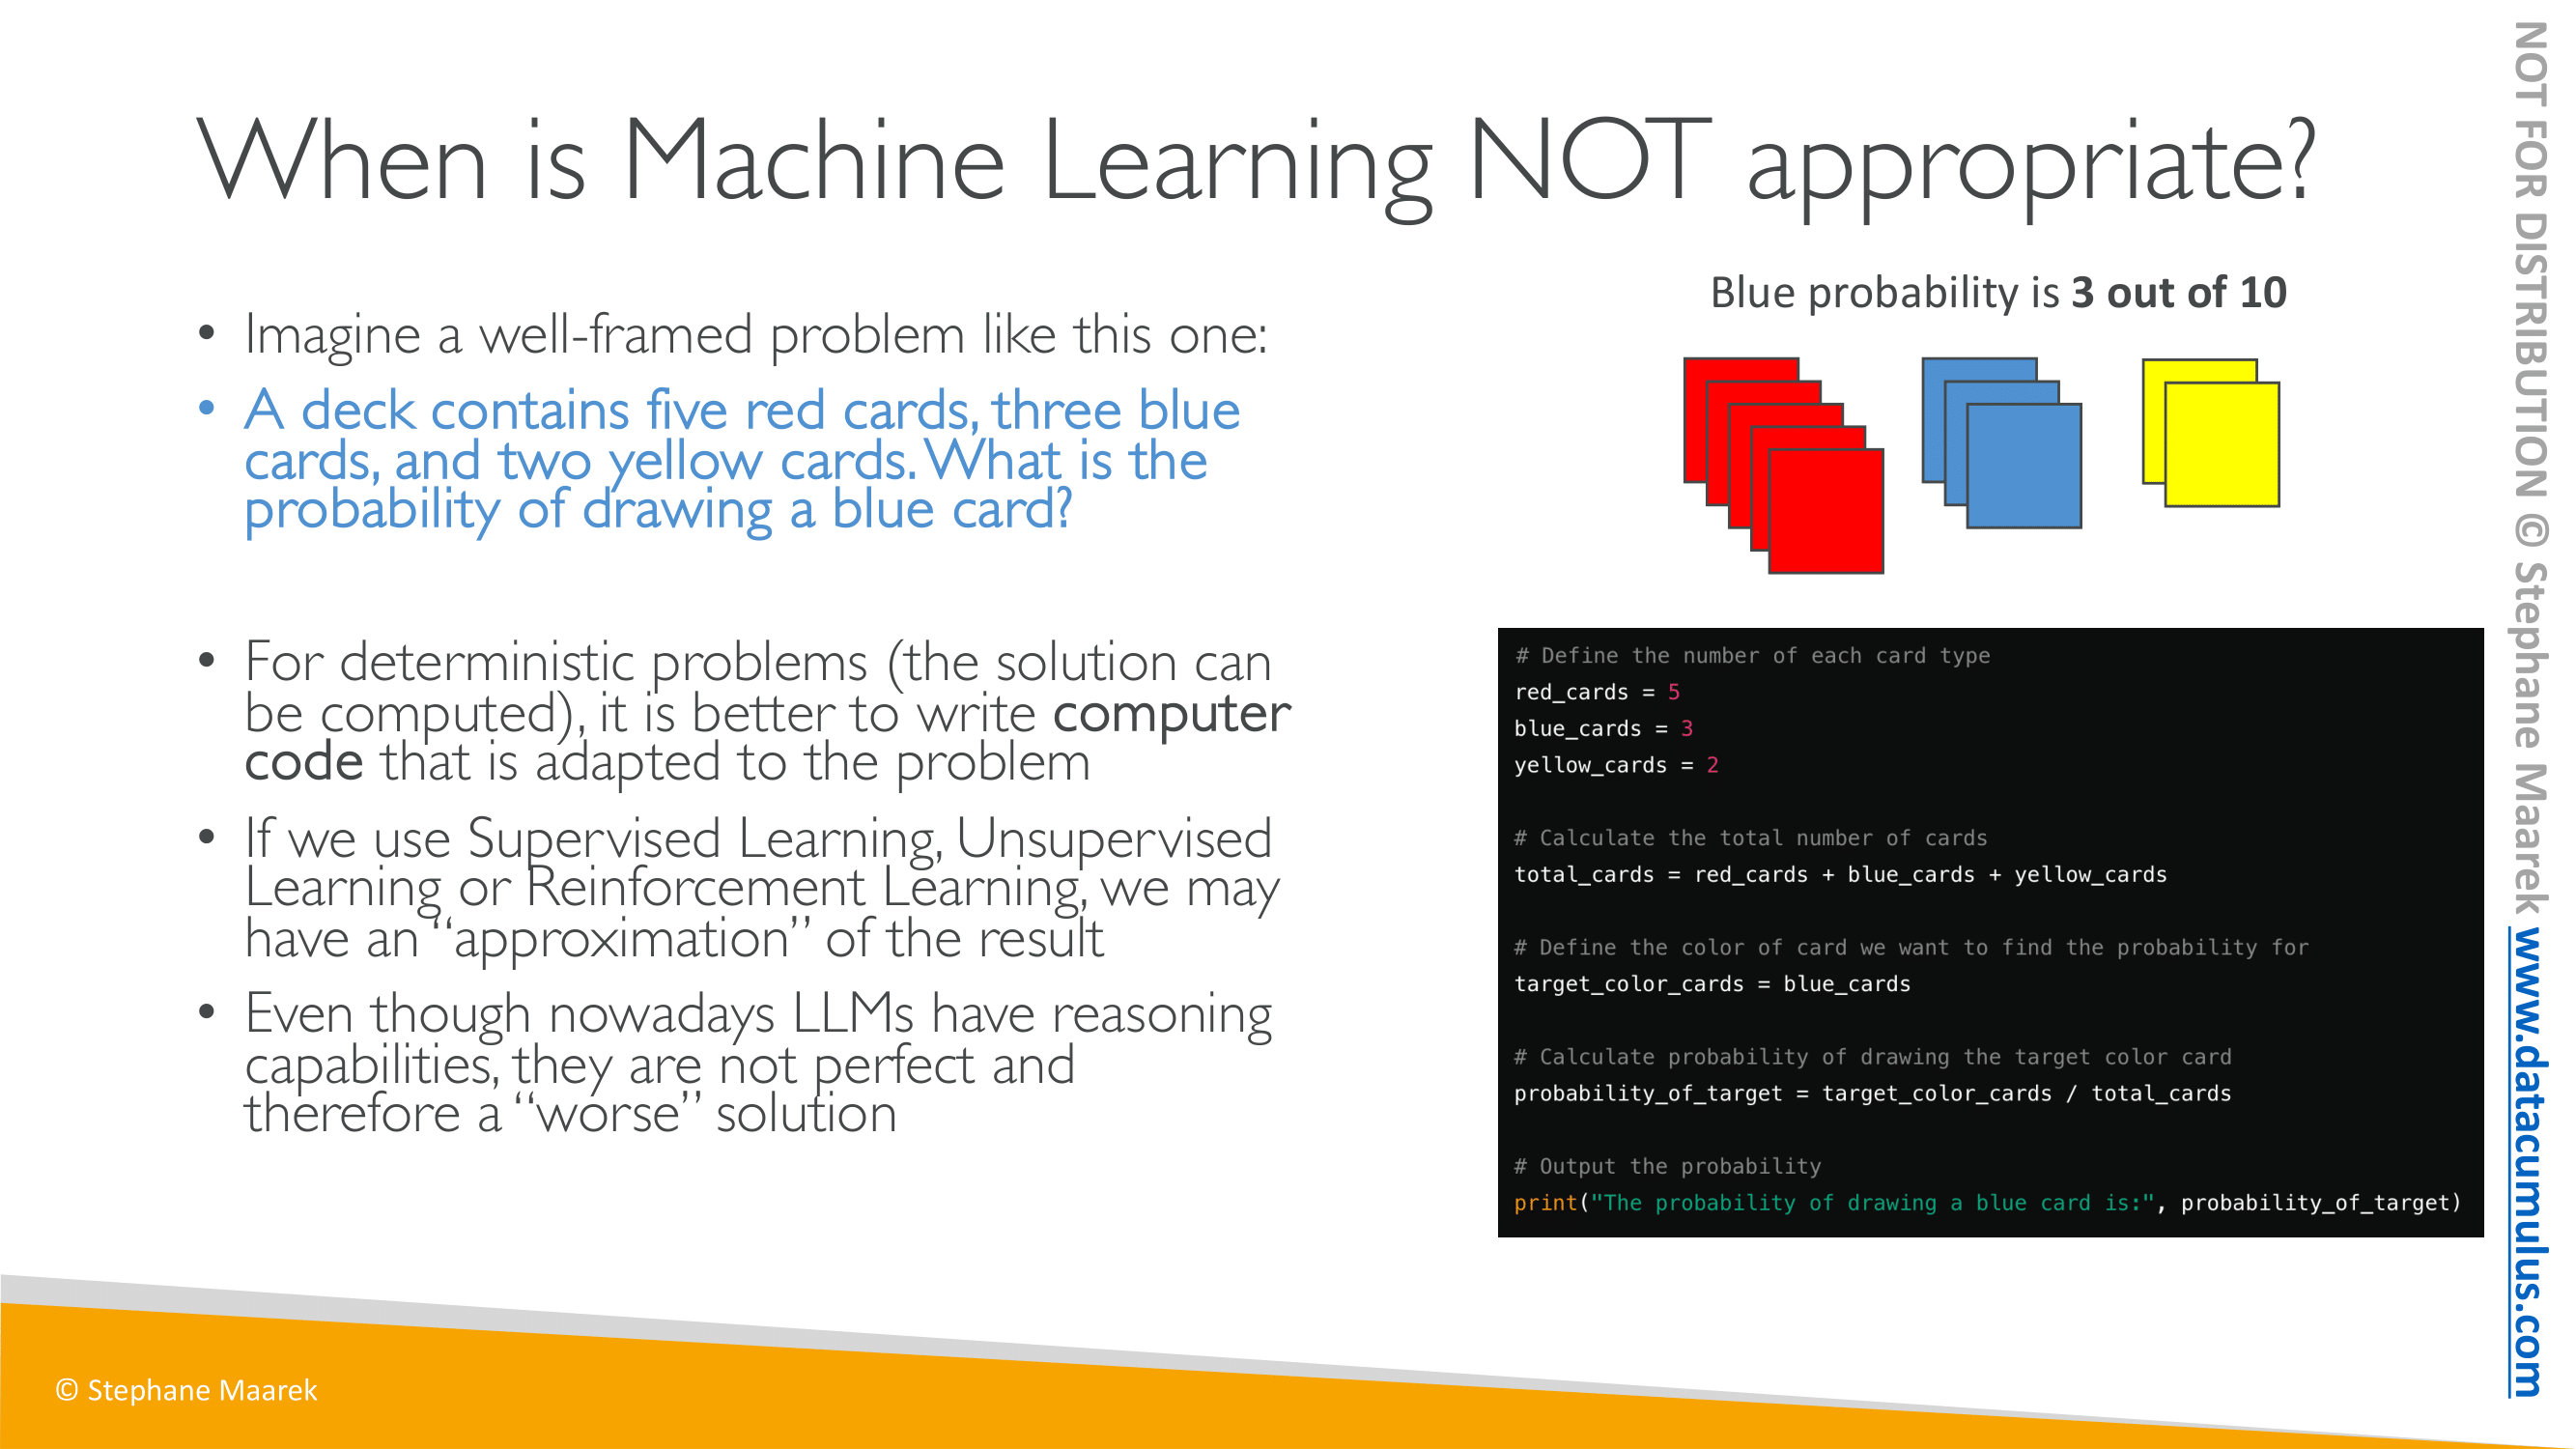 When is Machine Learning NOT appropriate?
• Imagine a well-framed problem like this one:
• A deck contains five red cards, three blue
cards, and two yellow cards. What is the
probability of drawing a blue card?
• For deterministic problems (the solution can
be computed), it is better to write computer
code that is adapted to the problem
• If we use Supervised Learning, Unsupervised
Learning or Reinforcement Learning, we may
have an “approximation” of the result
• Even though nowadays LLMs have reasoning
capabilities, they are not perfect and
therefore a “worse” solution
Blue probability is 3 out of 10
# Define the number of each card type
red_cards = 5
blue_cards = 3
yellow_cards = 2
# Calculate the total number of cards
total_cards = red_cards + blue_cards + yellow_cards
# Define the color of card we want to find the probability for
target_color_cards = blue_cards
# Calculate probability of drawing the target color card
probability_of_target = target_color_cards / total_cards
# Output the probability
print("The probability of drawing a blue card is:", probability_of_target)
© Stephane Maarek
NOT FOR DISTRIBUTION © Stephane Maarek www.datacumulus.com